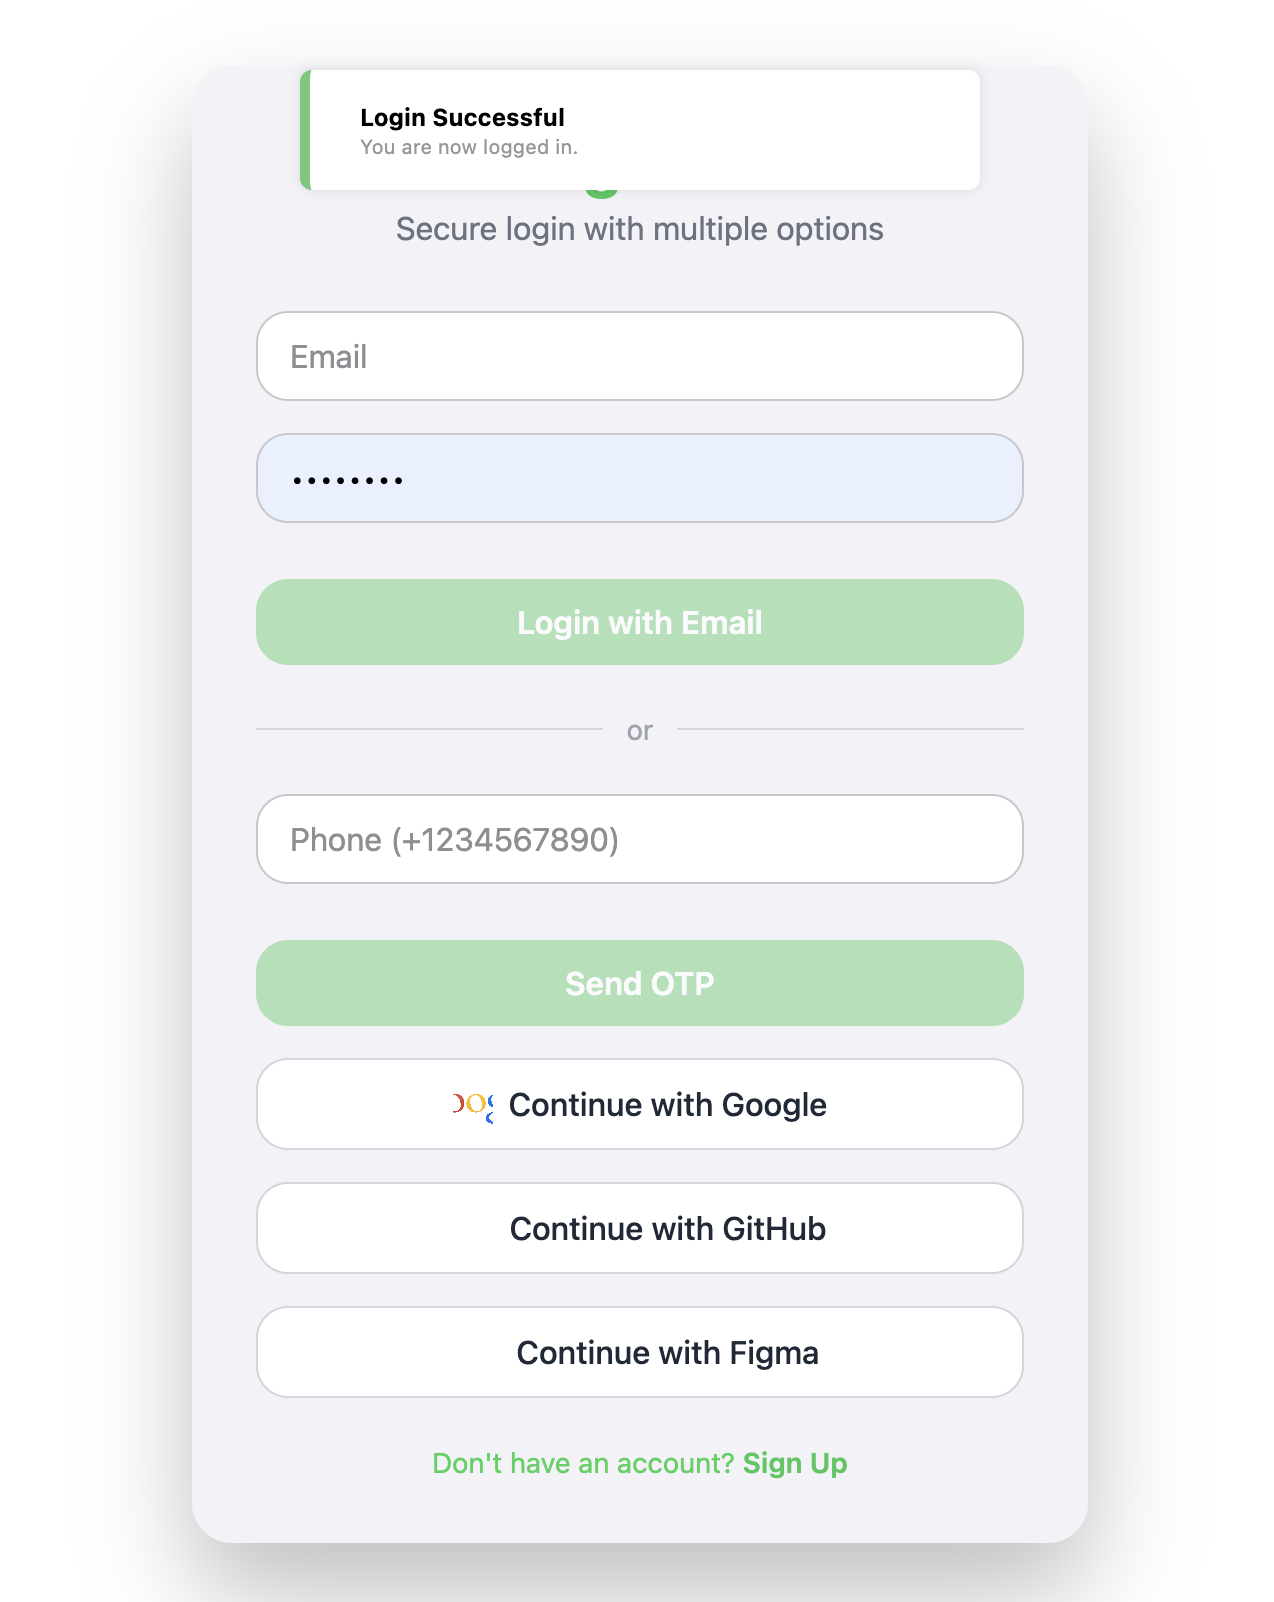 Login Successful
You are now logged in.
Secure login with multiple options
Email
••••••••
Login with Email
or
Phone (+1234567890)
Send OTP
Continue with Google
Continue with GitHub
Continue with Figma
Don't have an account? Sign Up